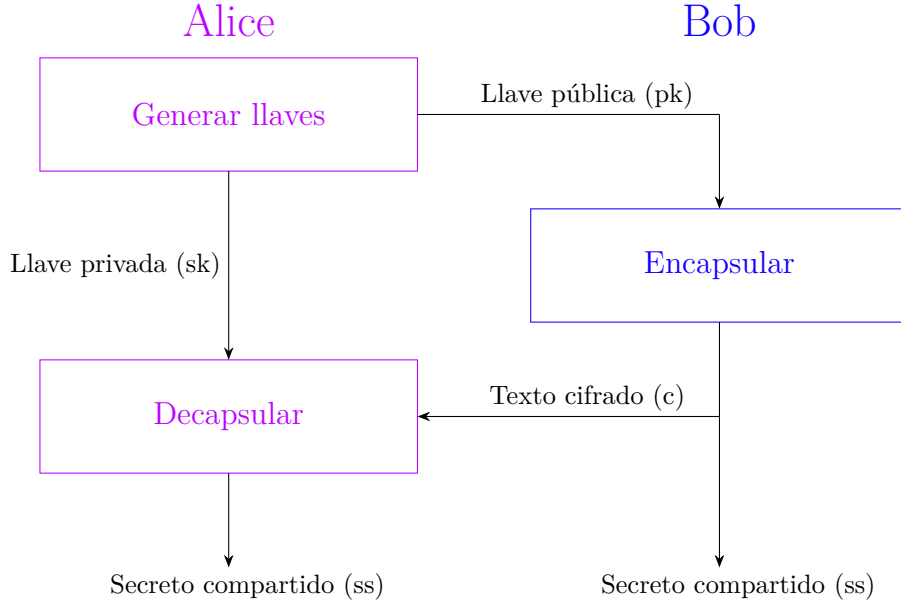 Alice
Bob
Generar llaves
Llave pública (pk)
Llave privada (sk)
Encapsular
Decapsular
Texto cifrado (c)
Secreto compartido (ss)
Secreto compartido (ss)